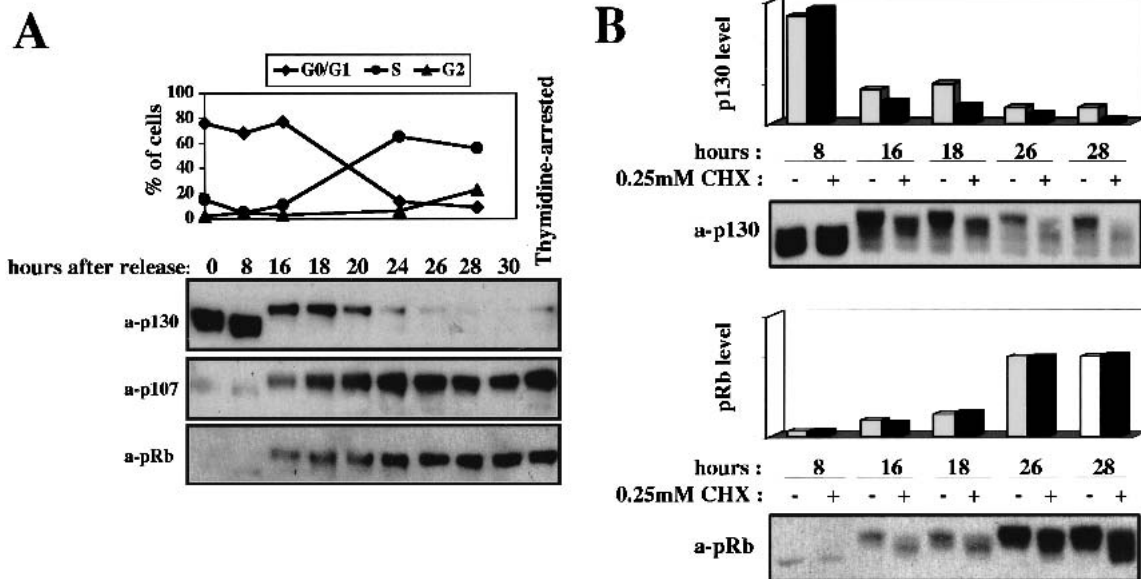 A
G0/G1 S G2
% of cells
100
80
60
40
20
0
Thymidine-arrested
hours after release: 0 8 16 18 20 24 26 28 30
a-p130
a-p107
a-pRb
B
p130 level
hours : 8 16 18 26 28
0.25mM CHX : - + - + - + - + - +
a-p130
pRb level
hours : 8 16 18 26 28
0.25mM CHX : - + - + - + - + - +
a-pRb